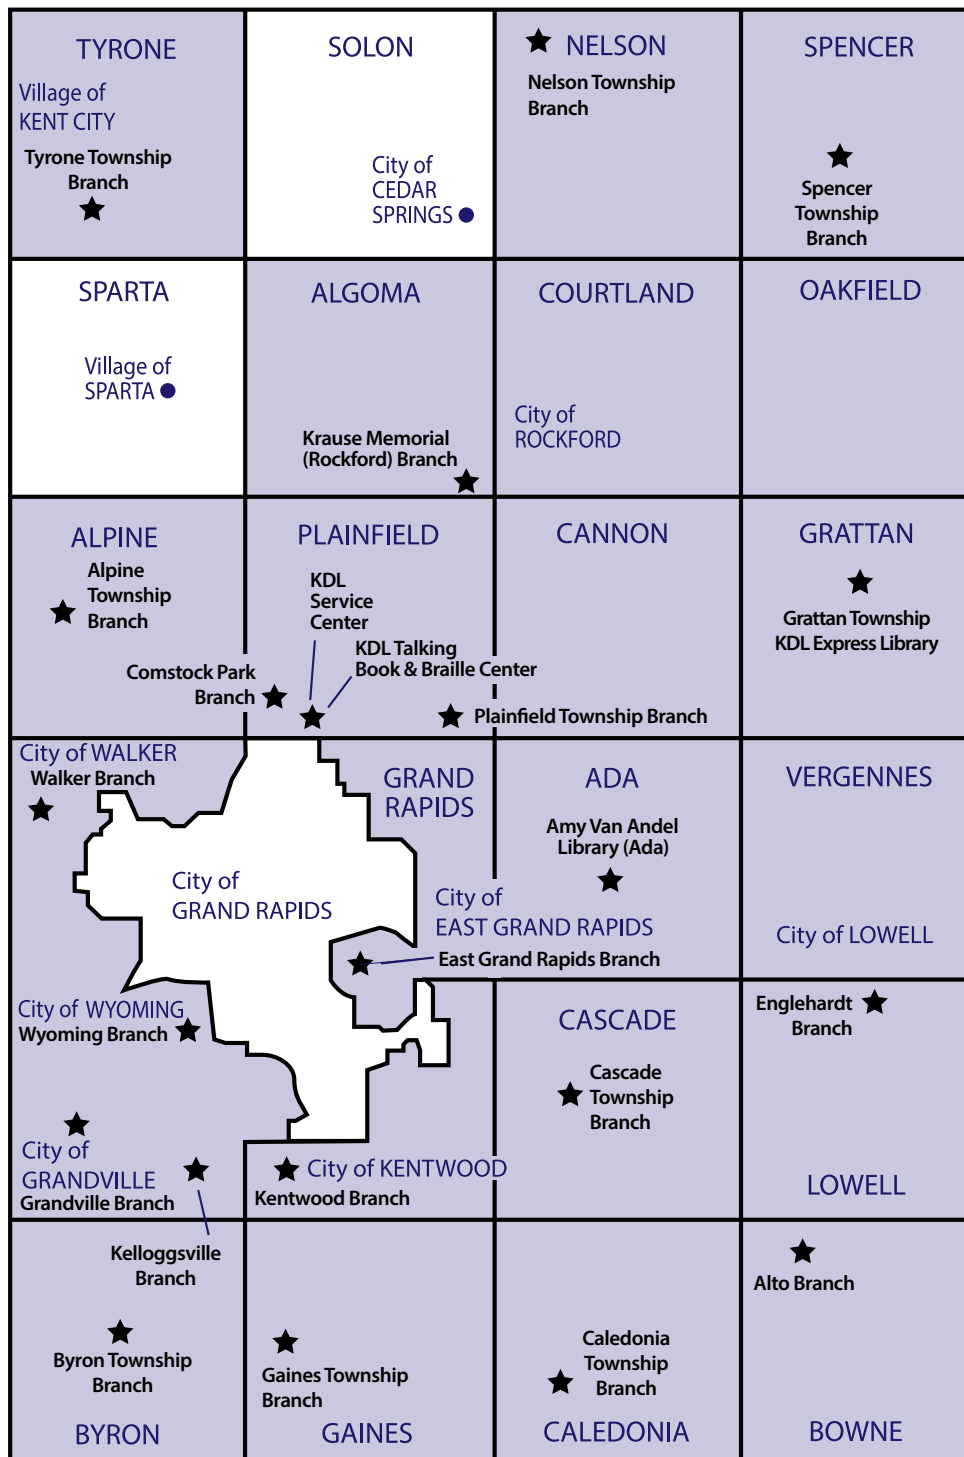 TYRONE
Village of
KENT CITY
Tyrone Township
Branch
SOLON
City of
CEDAR
SPRINGS
NELSON
Nelson Township
Branch
SPENCER
Spencer
Township
Branch
SPARTA
Village of
SPARTA
ALGOMA
Krause Memorial
(Rockford) Branch
COURTLAND
City of
ROCKFORD
OAKFIELD
ALPINE
Alpine
Township
Branch
PLAINFIELD
KDL
Service
Center
KDL Talking
Book & Braille Center
Comstock Park
Branch
Plainfield Township Branch
CANNON
GRATTAN
Grattan Township
KDL Express Library
City of WALKER
Walker Branch
GRAND
RAPIDS
City of
GRAND RAPIDS
ADA
Amy Van Andel
Library (Ada)
City of
EAST GRAND RAPIDS
East Grand Rapids Branch
VERGENNES
City of LOWELL
City of WYOMING
Wyoming Branch
City of
GRANDVILLE
Grandville Branch
City of KENTWOOD
Kentwood Branch
CASCADE
Cascade
Township
Branch
Englehardt
Branch
LOWELL
Kelloggsville
Branch
Byron Township
Branch
BYRON
Gaines Township
Branch
GAINES
Caledonia
Township
Branch
CALEDONIA
Alto Branch
BOWNE